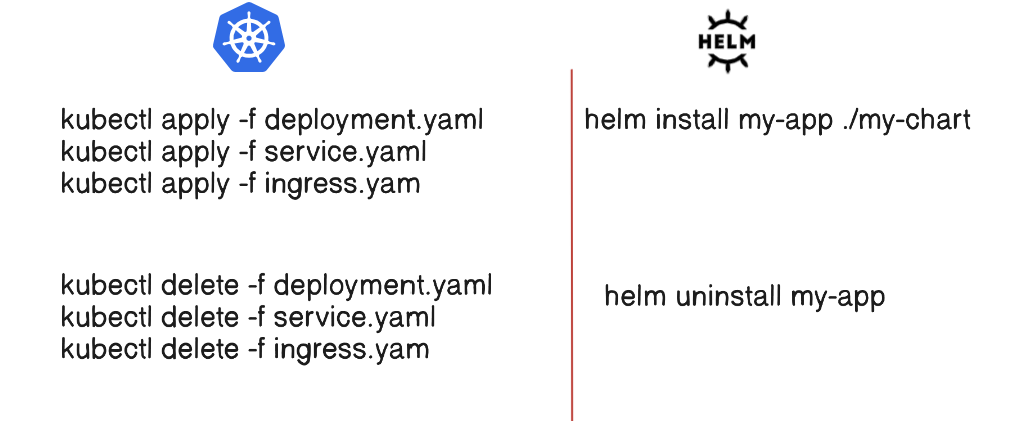 HELM
kubectl apply -f deployment.yaml
kubectl apply -f service.yaml
kubectl apply -f ingress.yam
kubectl delete -f deployment.yaml
kubectl delete -f service.yaml
kubectl delete -f ingress.yam
helm install my-app ./my-chart
helm uninstall my-app